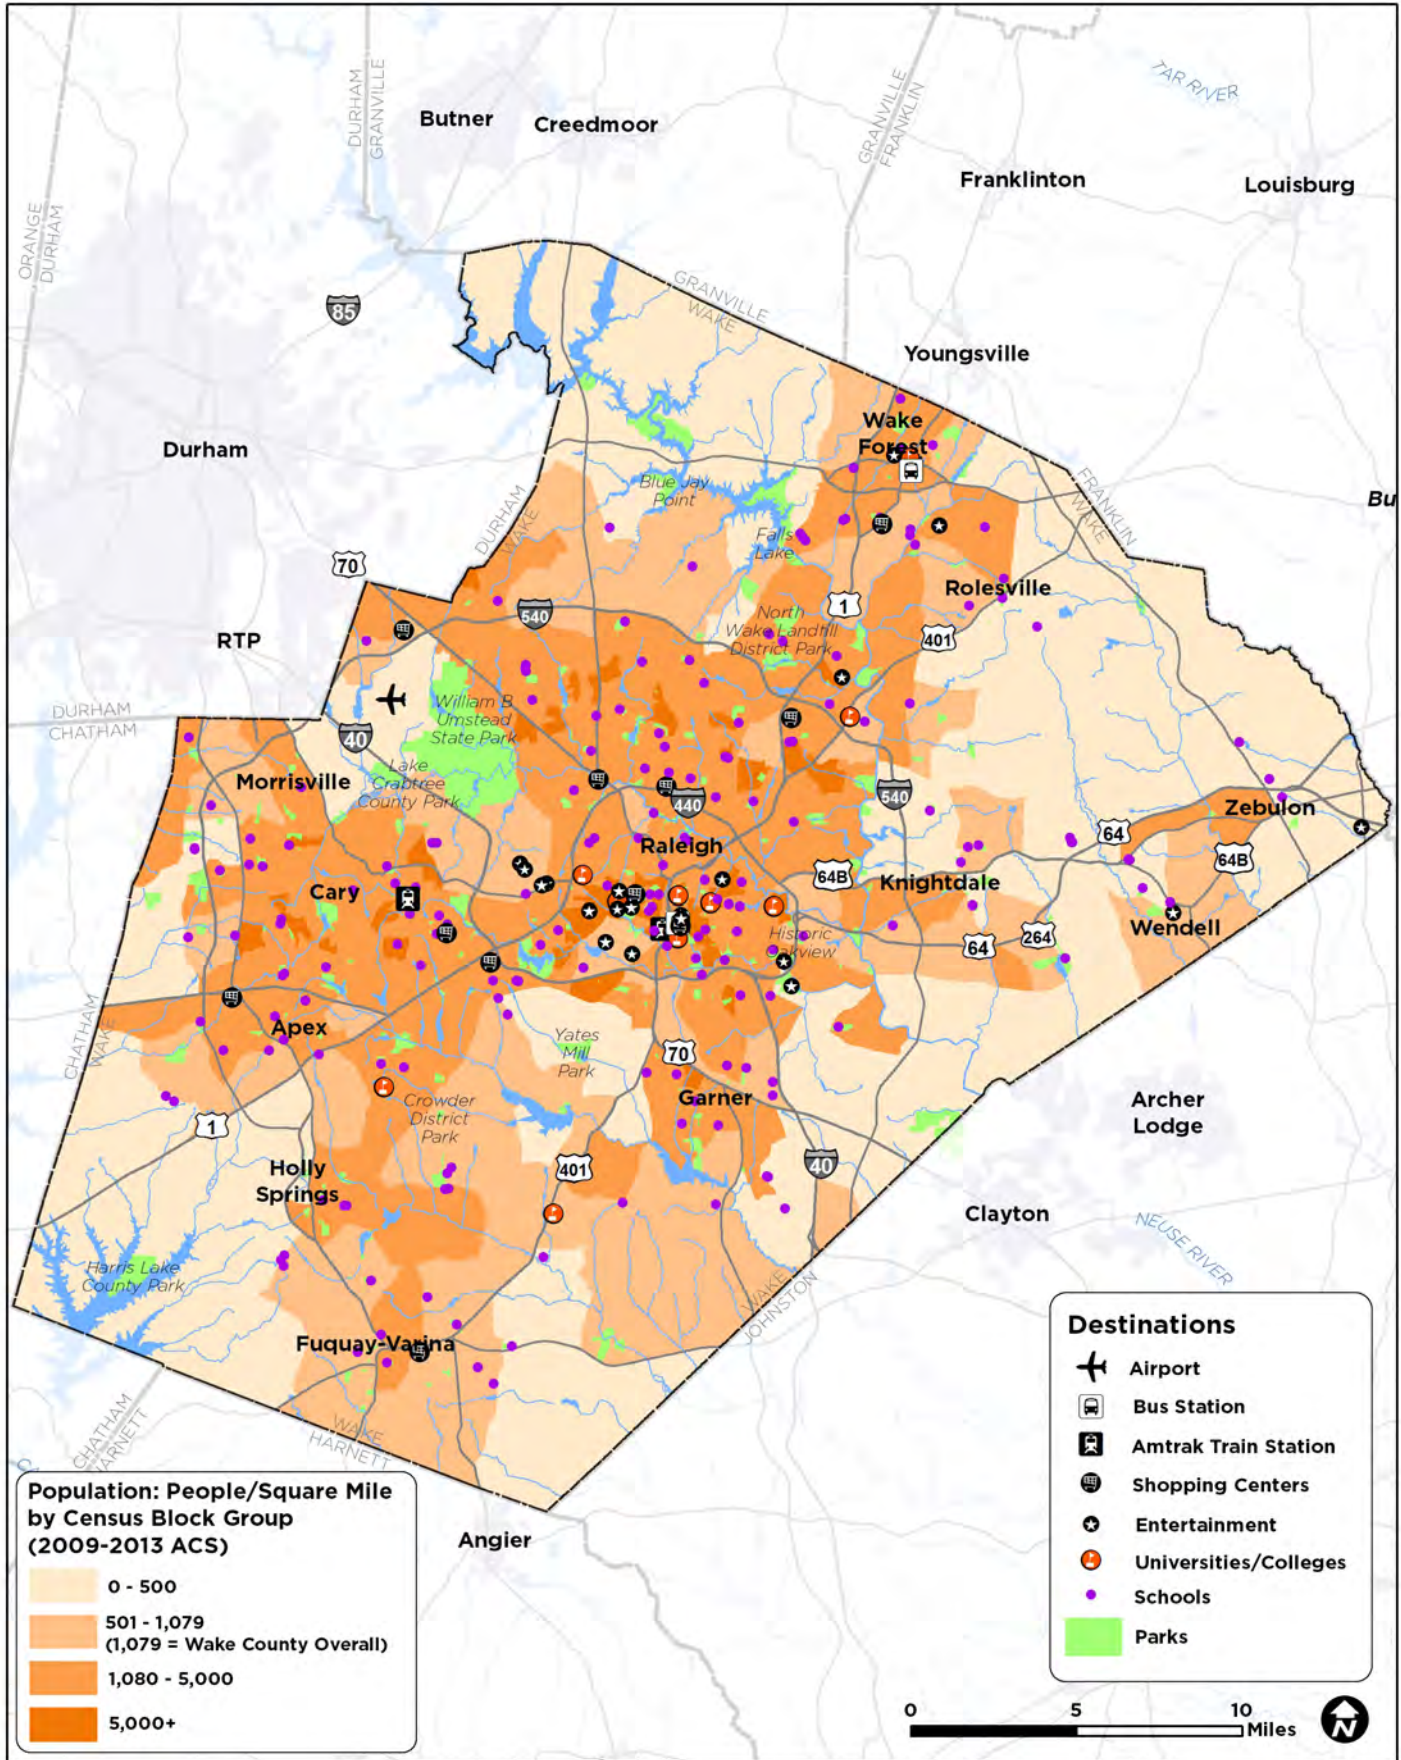 TAR RIVER
DURHAM
GRANVILLE
GRANVILLE
FRANKLIN
Butner
Creedmoor
Franklinton
Louisburg
ORANGE
DURHAM
85
GRANVILLE
WAKE
Youngsville
Wake
Forest
Durham
Blue Jay
Point
FRANKLIN
WAKE
Bu
DURHAM
WAKE
Falls
Lake
70
Rolesville
540
1
North
Wake Landfill
District Park
401
RTP
William B
Umstead
State Park
DURHAM
CHATHAM
40
Lake
Crabtree
County Park
Morrisville
440
540
Zebulon
64
Raleigh
64B
64B
Knightdale
Cary
Wendell
264
64
Historic
Oakview
CHATHAM
WAKE
Apex
Yates
Mill
Park
70
Garner
Archer
Lodge
Crowder
District
Park
1
Holly
Springs
401
40
Clayton
NEUSE RIVER
Harris Lake
County Park
WAKE
JOHNSTON
Fuquay-Varina
WAKE
HARNETT
CHATHAM
HARNETT
Angier
Destinations
Airport
Bus Station
Amtrak Train Station
Shopping Centers
Entertainment
Universities/Colleges
Schools
Parks
Population: People/Square Mile
by Census Block Group
(2009-2013 ACS)
0 - 500
501 - 1,079
(1,079 = Wake County Overall)
1,080 - 5,000
5,000+
0 5 10
Miles
N